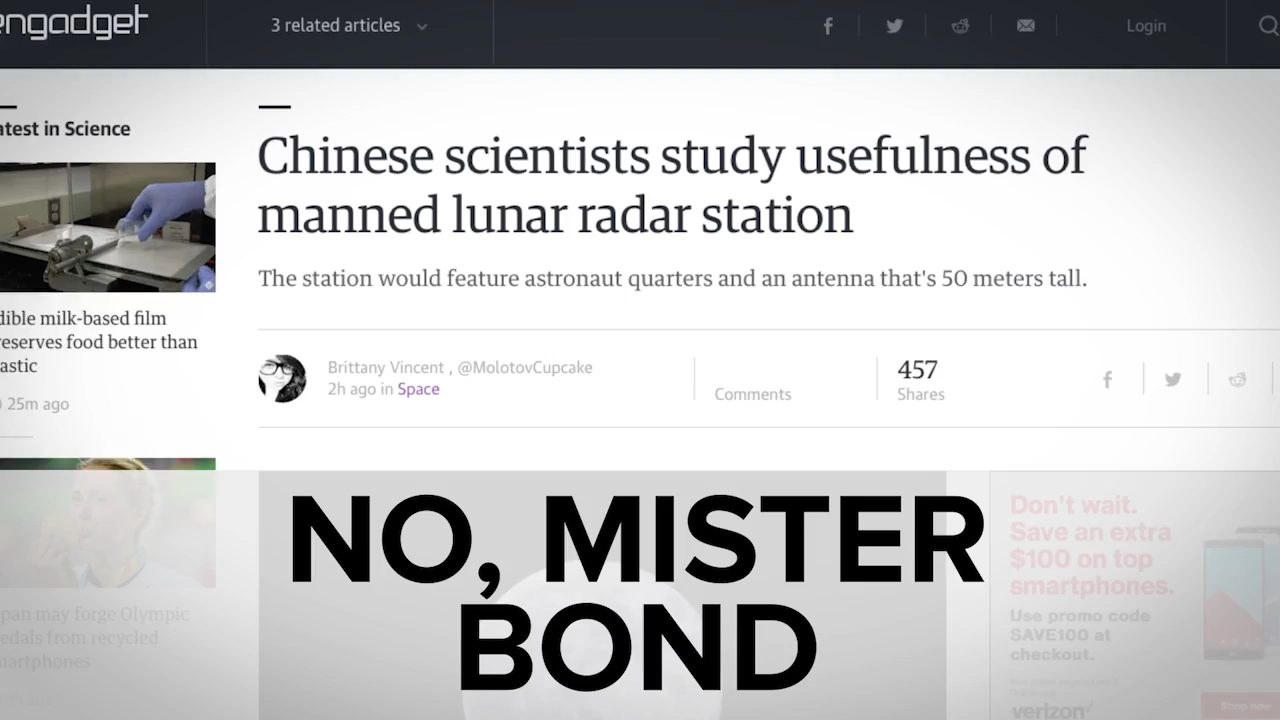 engadget
3 related articles
Login
atest in Science
Chinese scientists study usefulness of
manned lunar radar station
The station would feature astronaut quarters and an antenna that's 50 meters tall.
Brittany Vincent , @MolotovCupcake
2h ago in Space
Comments
457
Shares
dible milk-based film
reserves food better than
astic
25m ago
NO, MISTER
BOND
pan may forge Olympic
edals from recycled
martphones
Don't wait.
Save an extra
$100 on top
smartphones.
Use promo code
SAVE100 at
checkout.
verizon
Shop now